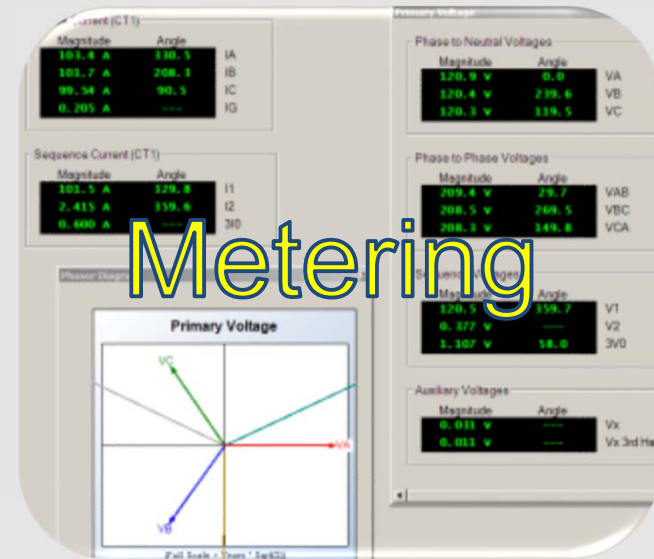 Current (CT1)
Magnitude Angle
103.4 A 330.5 IA
101.7 A 208.3 IB
99.54 A 90.5 IC
0.205 A --- IG
Sequence Current (CT1)
Magnitude Angle
101.5 A 329.8 I1
2.415 A 359.6 I2
0.600 A --- 3I0
Metering
Primary Voltage
VC
VA
VB
Primary Voltage
Phase to Neutral Voltages
Magnitude Angle
120.9 V 0.0 VA
120.4 V 239.6 VB
120.3 V 119.5 VC
Phase to Phase Voltages
Magnitude Angle
209.4 V 29.7 VAB
208.5 V 269.5 VBC
208.3 V 149.8 VCA
Magnitude Angle
120.5 359.7 V1
0.377 V --- V2
1.107 V 58.0 3V0
Auxiliary Voltages
Magnitude Angle
0.031 V --- Vx
0.011 V --- Vx 3rd Ha